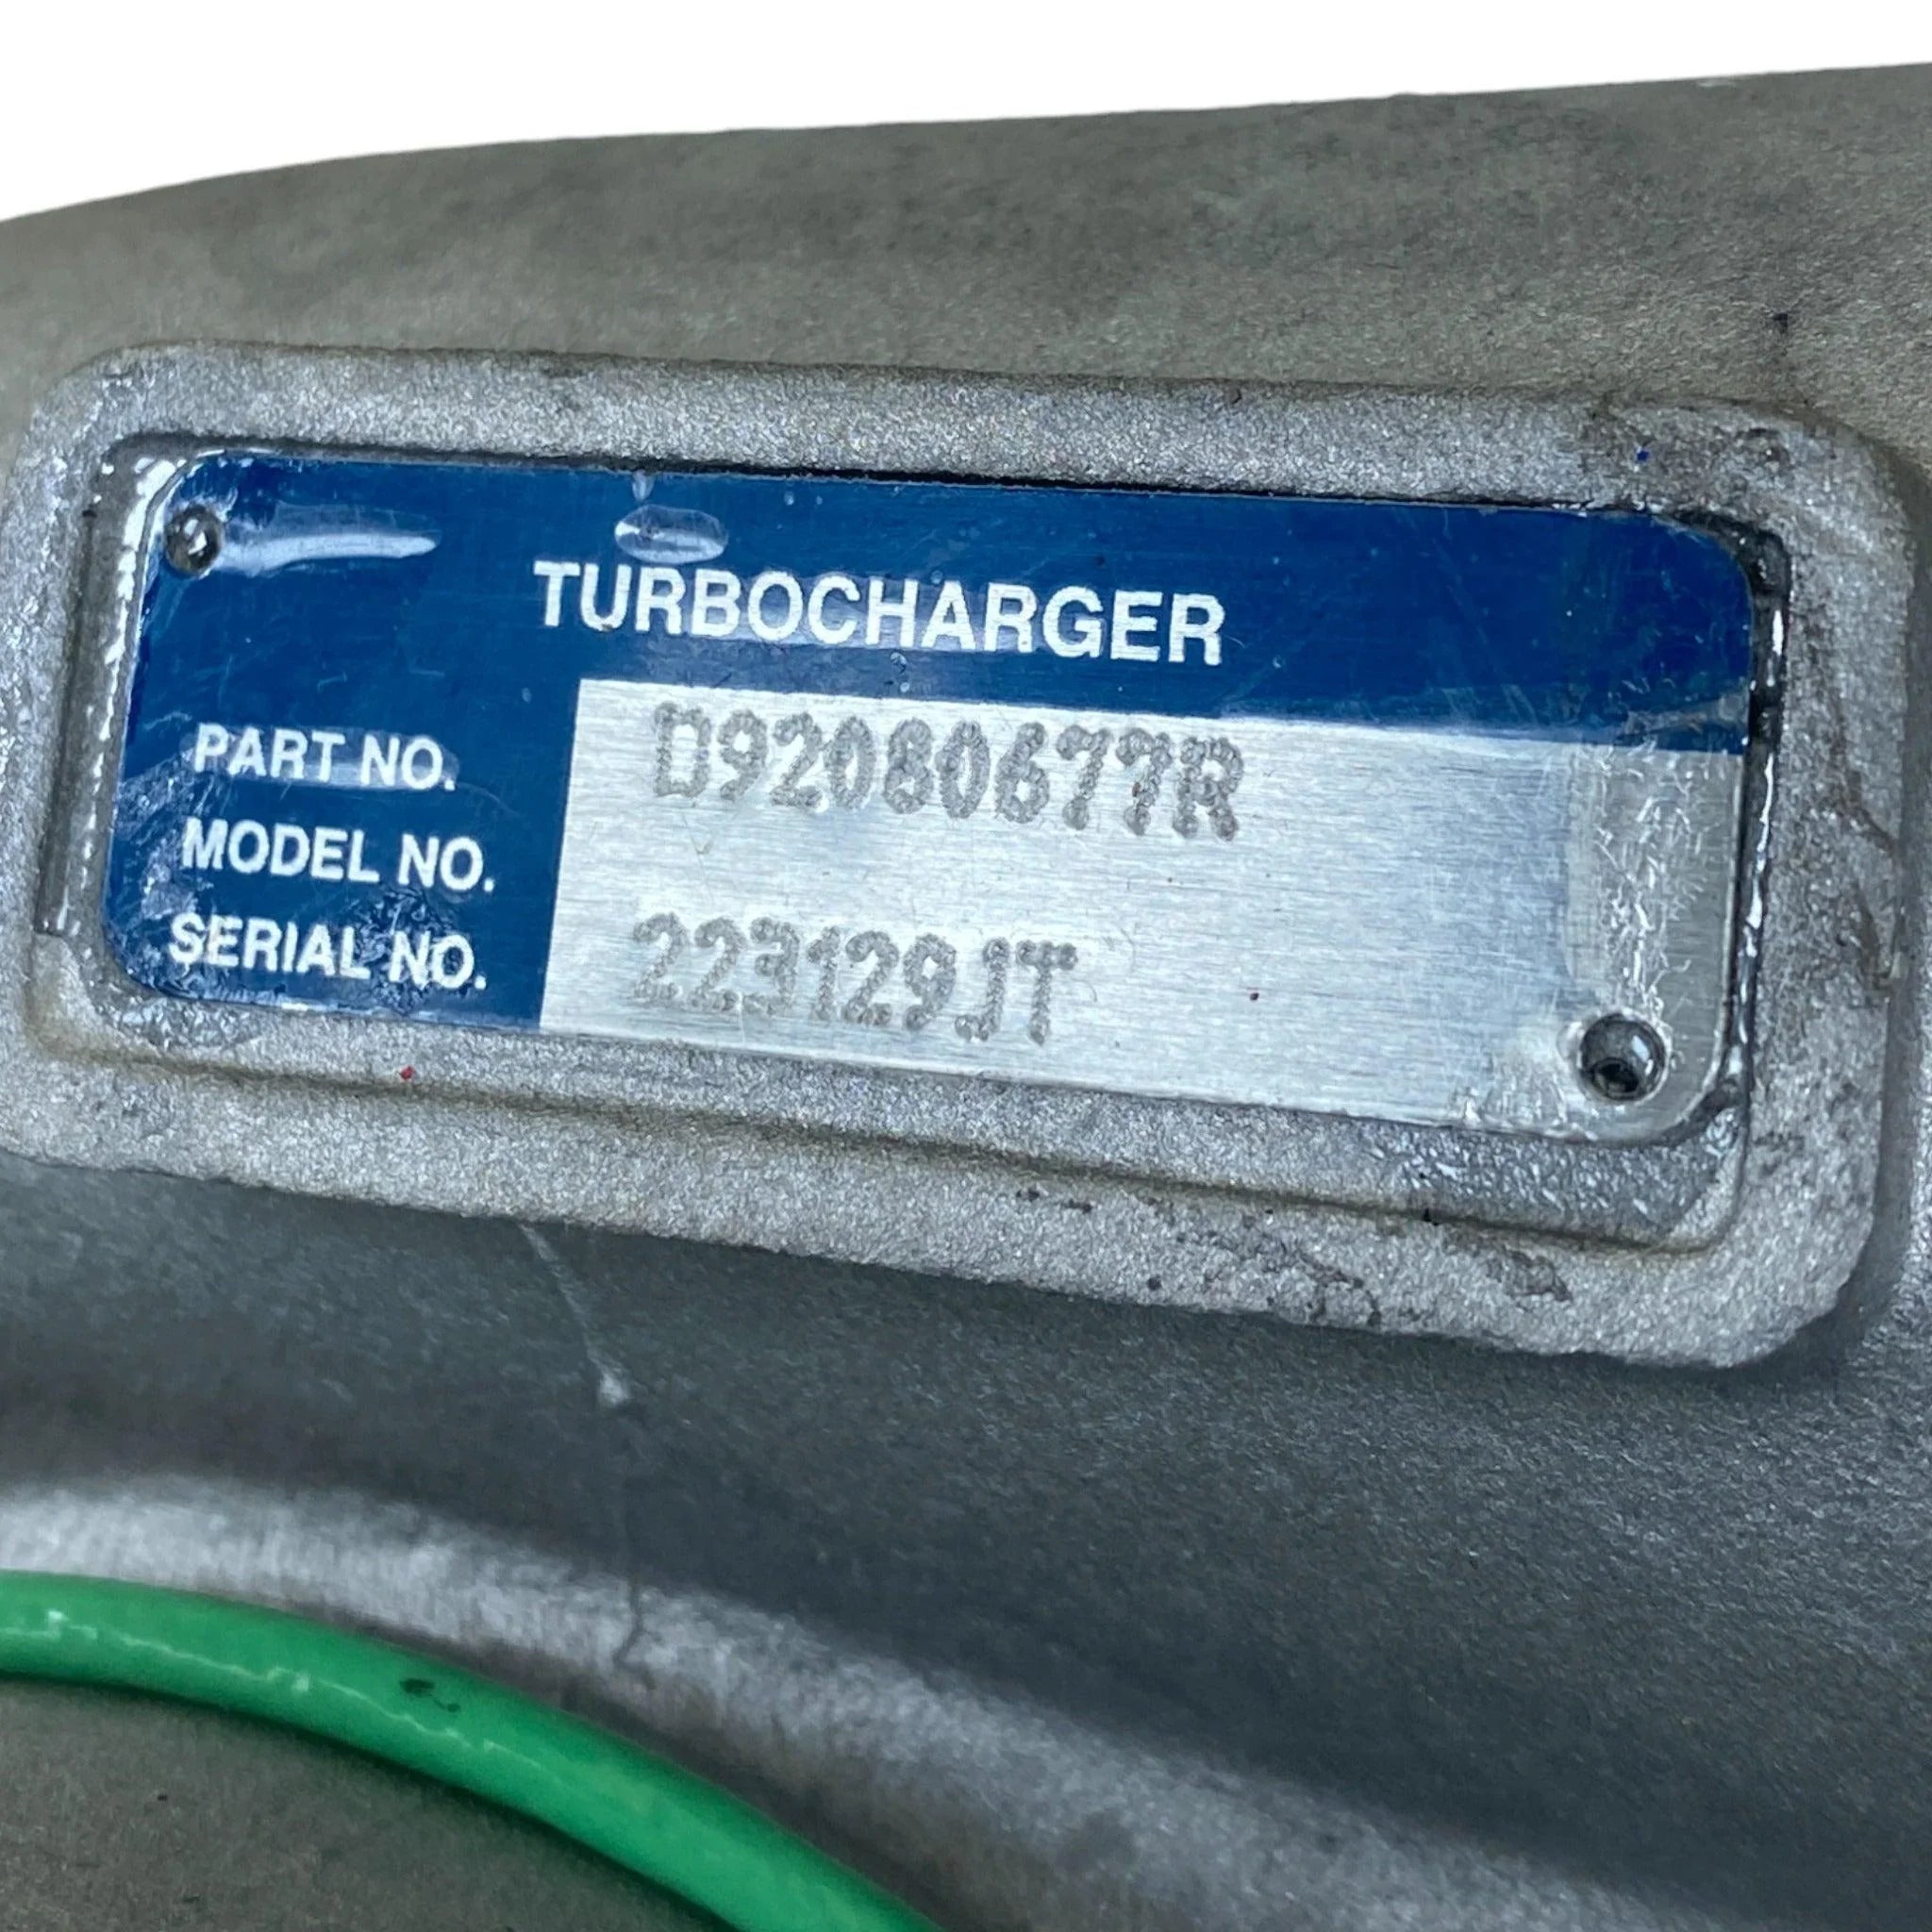 TURBOCHARGER
PART NO. D92080677R
MODEL NO.
SERIAL NO. 223129JT